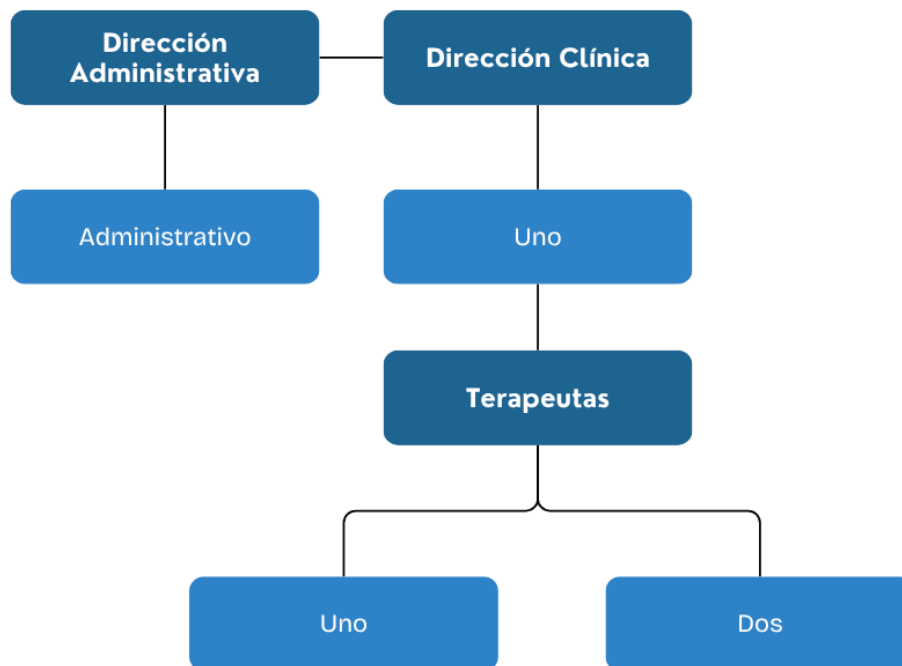 Dirección
Administrativa
Dirección Clínica
Administrativo
Uno
Terapeutas
Uno
Dos